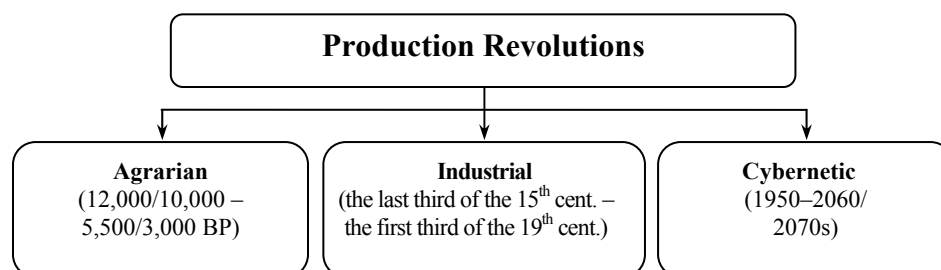 Production Revolutions
Agrarian
(12,000/10,000 –
5,500/3,000 BP)
Industrial
(the last third of the 15th cent. –
the first third of the 19th cent.)
Cybernetic
(1950–2060/
2070s)